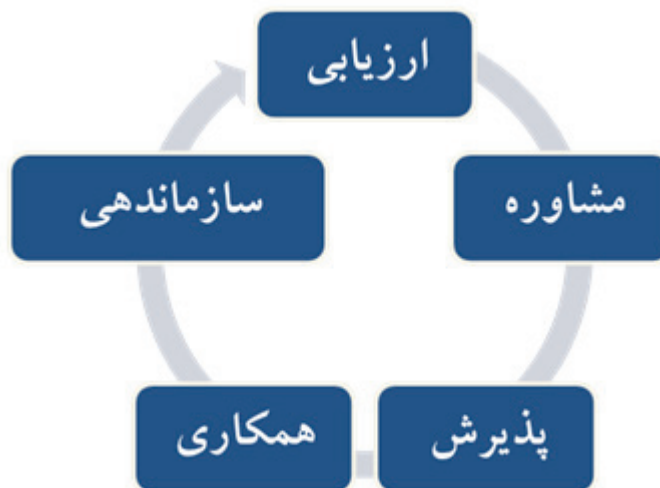 ارزیابی
مشاوره
پذیرش
همکاری
سازماندهی